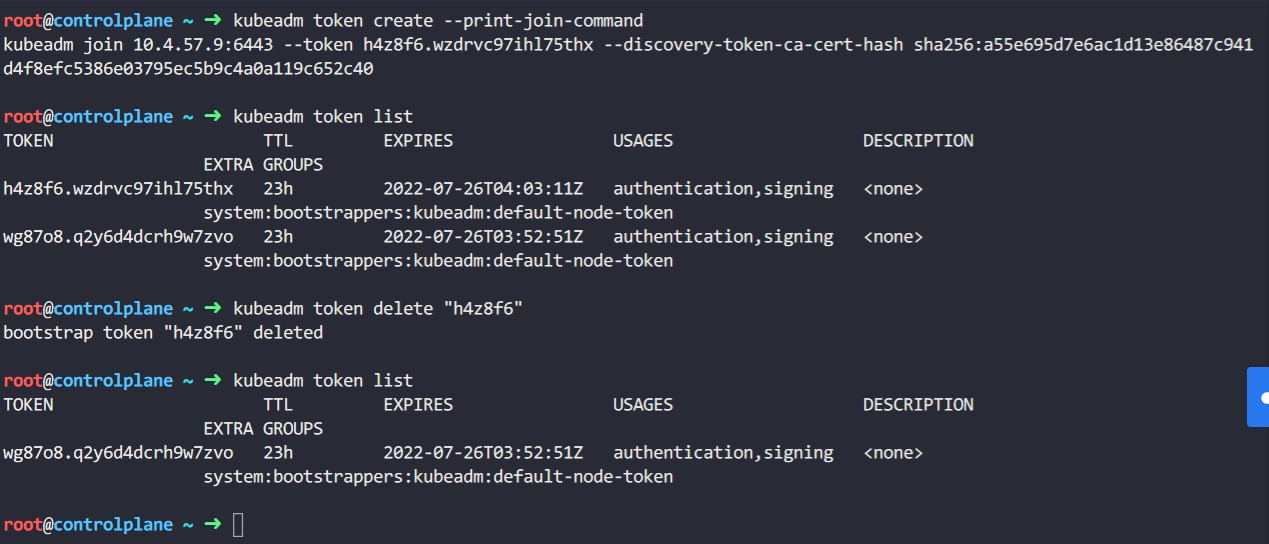 root@controlplane ~ ➜ kubeadm token create --print-join-command
kubeadm join 10.4.57.9:6443 --token h4z8f6.wzdrvc97ihl75thx --discovery-token-ca-cert-hash sha256:a55e695d7e6ac1d13e86487c941
d4f8efc5386e03795ec5b9c4a0a119c652c40
root@controlplane ~ ➜ kubeadm token list
TOKEN TTL EXPIRES USAGES DESCRIPTION
EXTRA GROUPS
h4z8f6.wzdrvc97ihl75thx 23h 2022-07-26T04:03:11Z authentication,signing <none>
system:bootstrappers:kubeadm:default-node-token
wg87o8.q2y6d4dcrh9w7zvo 23h 2022-07-26T03:52:51Z authentication,signing <none>
system:bootstrappers:kubeadm:default-node-token
root@controlplane ~ ➜ kubeadm token delete "h4z8f6"
bootstrap token "h4z8f6" deleted
root@controlplane ~ ➜ kubeadm token list
TOKEN TTL EXPIRES USAGES DESCRIPTION
EXTRA GROUPS
wg87o8.q2y6d4dcrh9w7zvo 23h 2022-07-26T03:52:51Z authentication,signing <none>
system:bootstrappers:kubeadm:default-node-token
root@controlplane ~ ➜